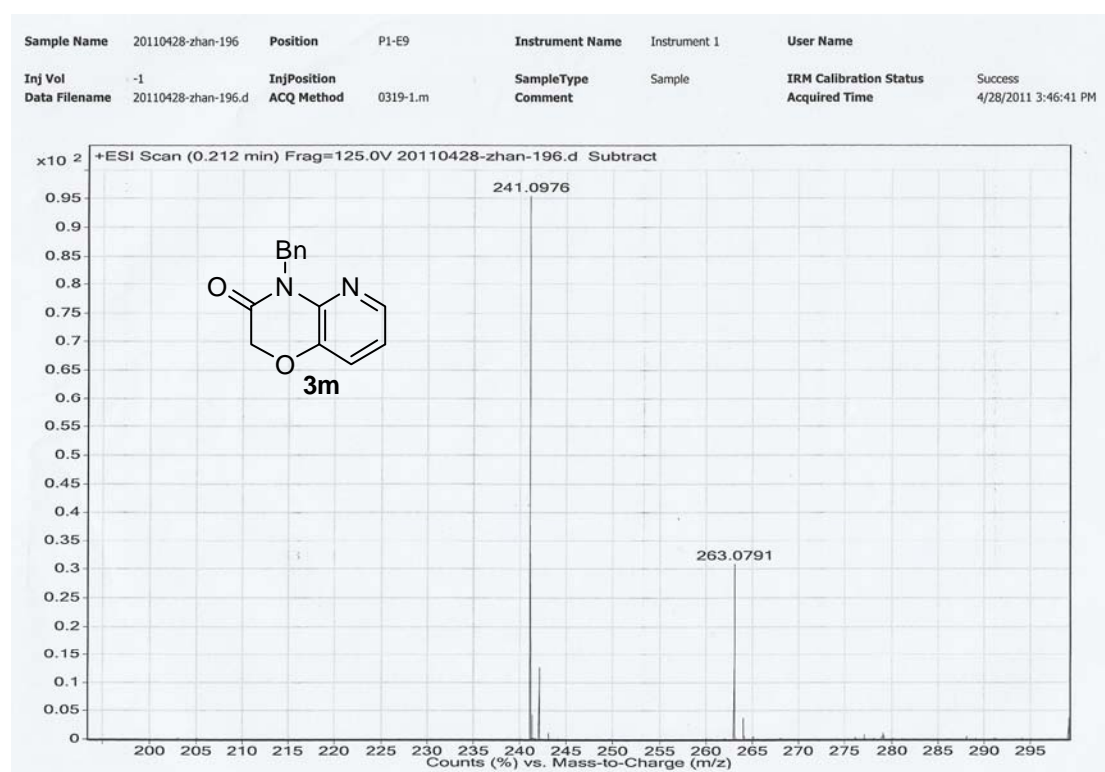 Sample Name 20110428-zhan-196 Position P1-E9 Instrument Name Instrument 1 User Name
Inj Vol -1 InjPosition SampleType Sample IRM Calibration Status Success
Data Filename 20110428-zhan-196.d ACQ Method 0319-1.m Comment Acquired Time 4/28/2011 3:46:41 PM
x10 2 +ESI Scan (0.212 min) Frag=125.0V 20110428-zhan-196.d Subtract
241.0976
0.95
0.9
0.85
0.8
0.75
0.7
0.65
0.6
0.55
0.5
0.45
0.4
0.35
0.3
0.25
0.2
0.15
0.1
0.05
0
Bn
O N N
O
3m
263.0791
200 205 210 215 220 225 230 235 240 245 250 255 260 265 270 275 280 285 290 295
Counts (%) vs. Mass-to-Charge (m/z)